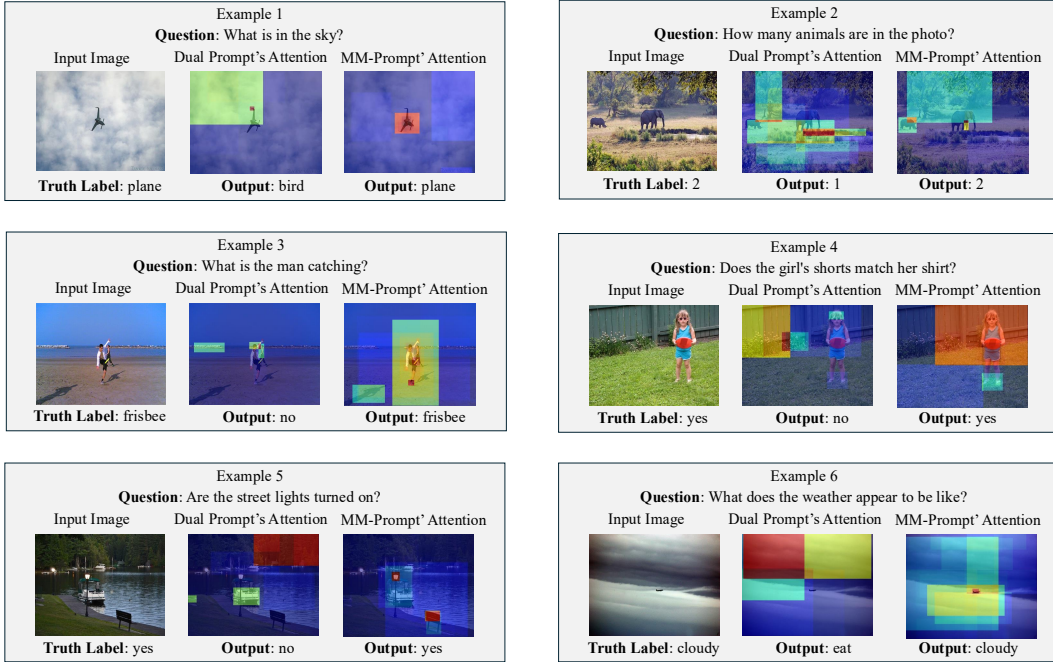 Example 1
Question: What is in the sky?
Input Image Dual Prompt's Attention MM-Prompt' Attention
Truth Label: plane Output: bird Output: plane
Example 2
Question: How many animals are in the photo?
Input Image Dual Prompt's Attention MM-Prompt' Attention
Truth Label: 2 Output: 1 Output: 2
Example 3
Question: What is the man catching?
Input Image Dual Prompt's Attention MM-Prompt' Attention
Truth Label: frisbee Output: no Output: frisbee
Example 4
Question: Does the girl's shorts match her shirt?
Input Image Dual Prompt's Attention MM-Prompt' Attention
Truth Label: yes Output: no Output: yes
Example 5
Question: Are the street lights turned on?
Input Image Dual Prompt's Attention MM-Prompt' Attention
Truth Label: yes Output: no Output: yes
Example 6
Question: What does the weather appear to be like?
Input Image Dual Prompt's Attention MM-Prompt' Attention
Truth Label: cloudy Output: eat Output: cloudy